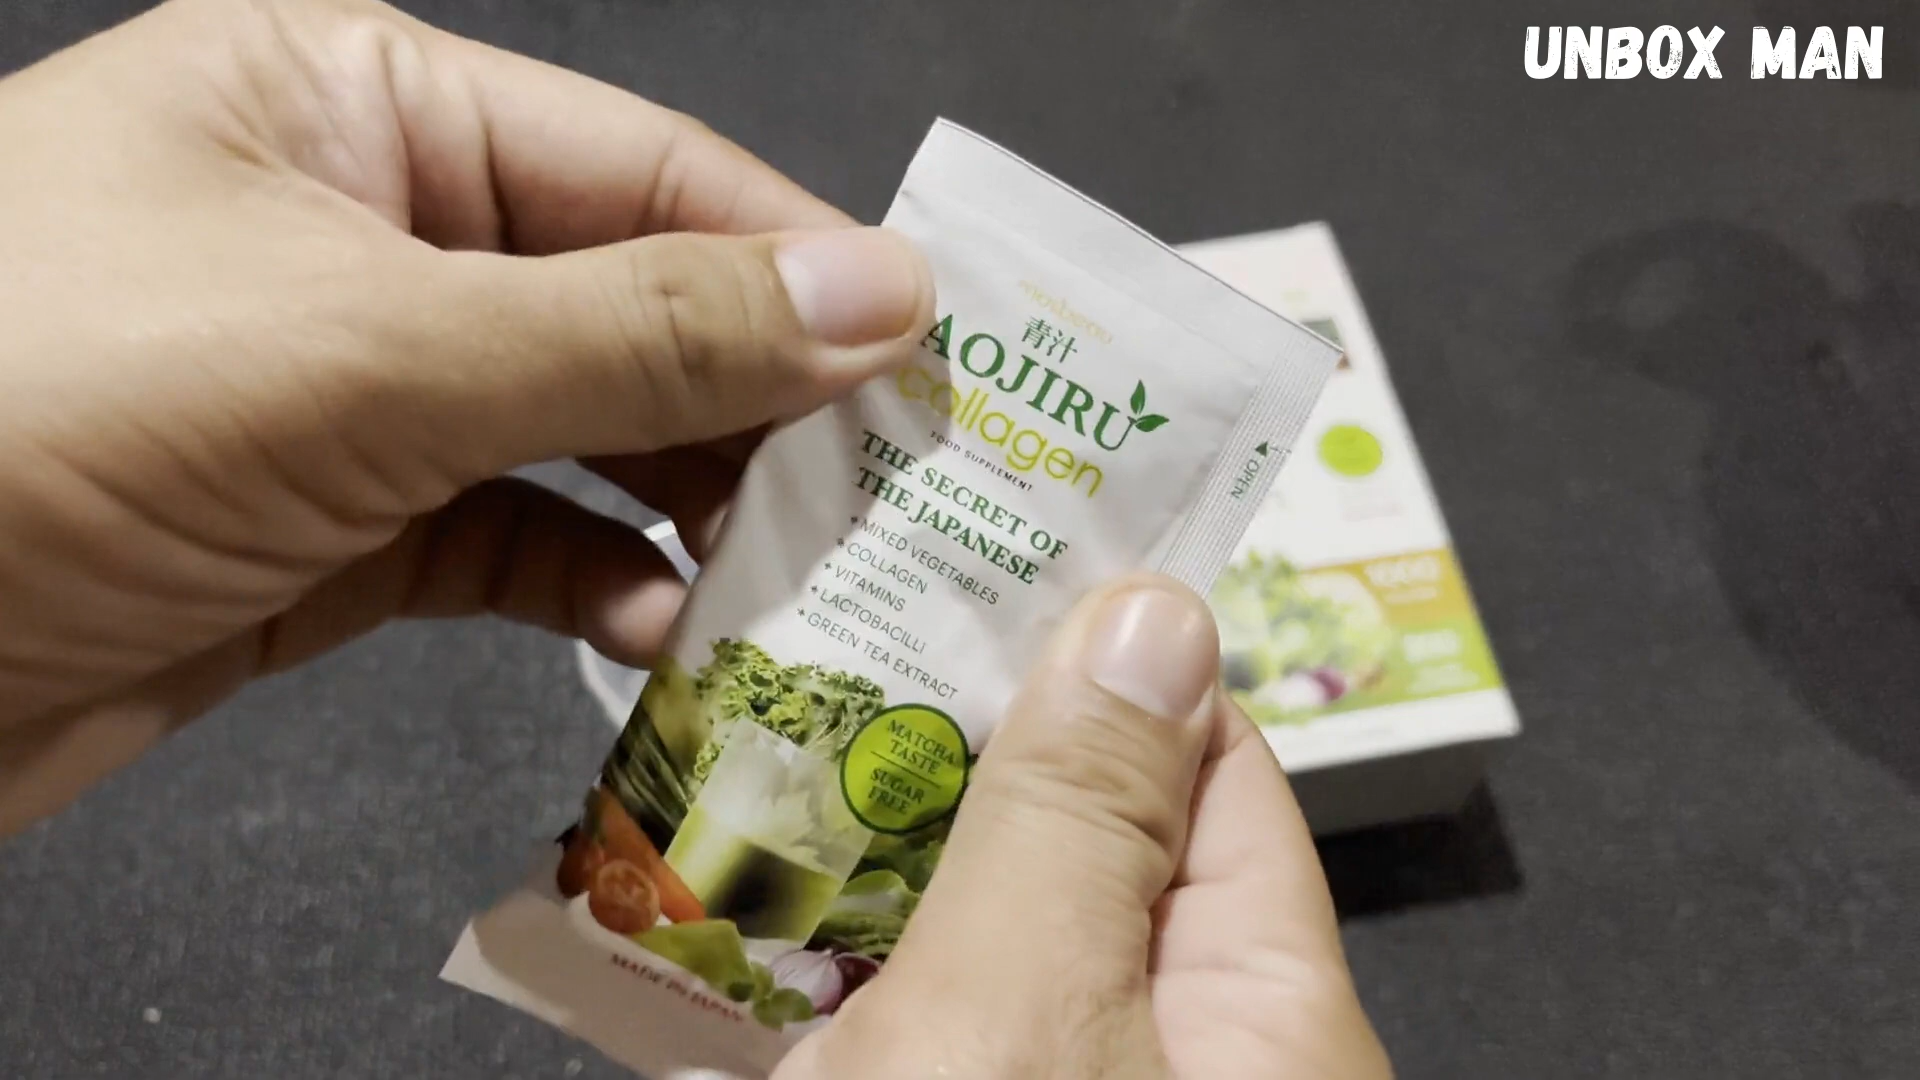 UNBOX MAN
青汁
AOJIRU
collagen
FOOD SUPPLEMENT
THE SECRET OF
THE JAPANESE
MIXED VEGETABLES
COLLAGEN
VITAMINS
LACTOBACILLI
GREEN TEA EXTRACT
MATCHA
TASTE
SUGAR
FREE
MADE IN JAPAN
OPEN